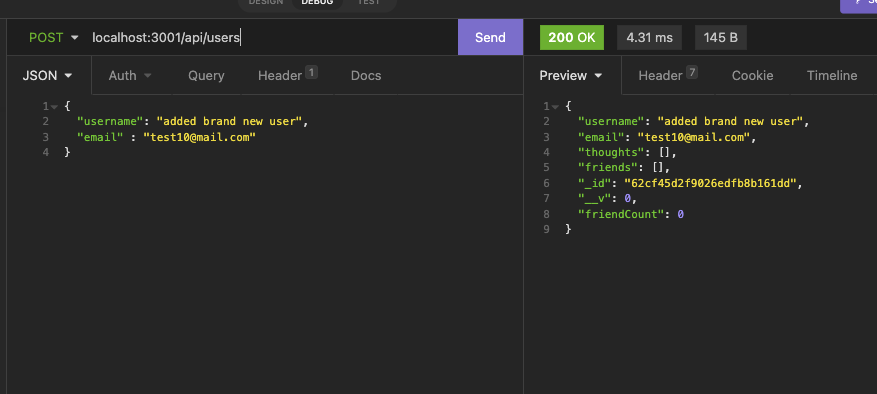 DESIGN DEBUG TEST
POST localhost:3001/api/users Send 200 OK 4.31 ms 145 B
JSON Auth Query Header 1 Docs
1 {
2 "username": "added brand new user",
3 "email" : "test10@mail.com"
4 }
Preview Header 7 Cookie Timeline
1 {
2 "username": "added brand new user",
3 "email": "test10@mail.com",
4 "thoughts": [],
5 "friends": [],
6 "_id": "62cf45d2f9026edfb8b161dd",
7 "__v": 0,
8 "friendCount": 0
9 }